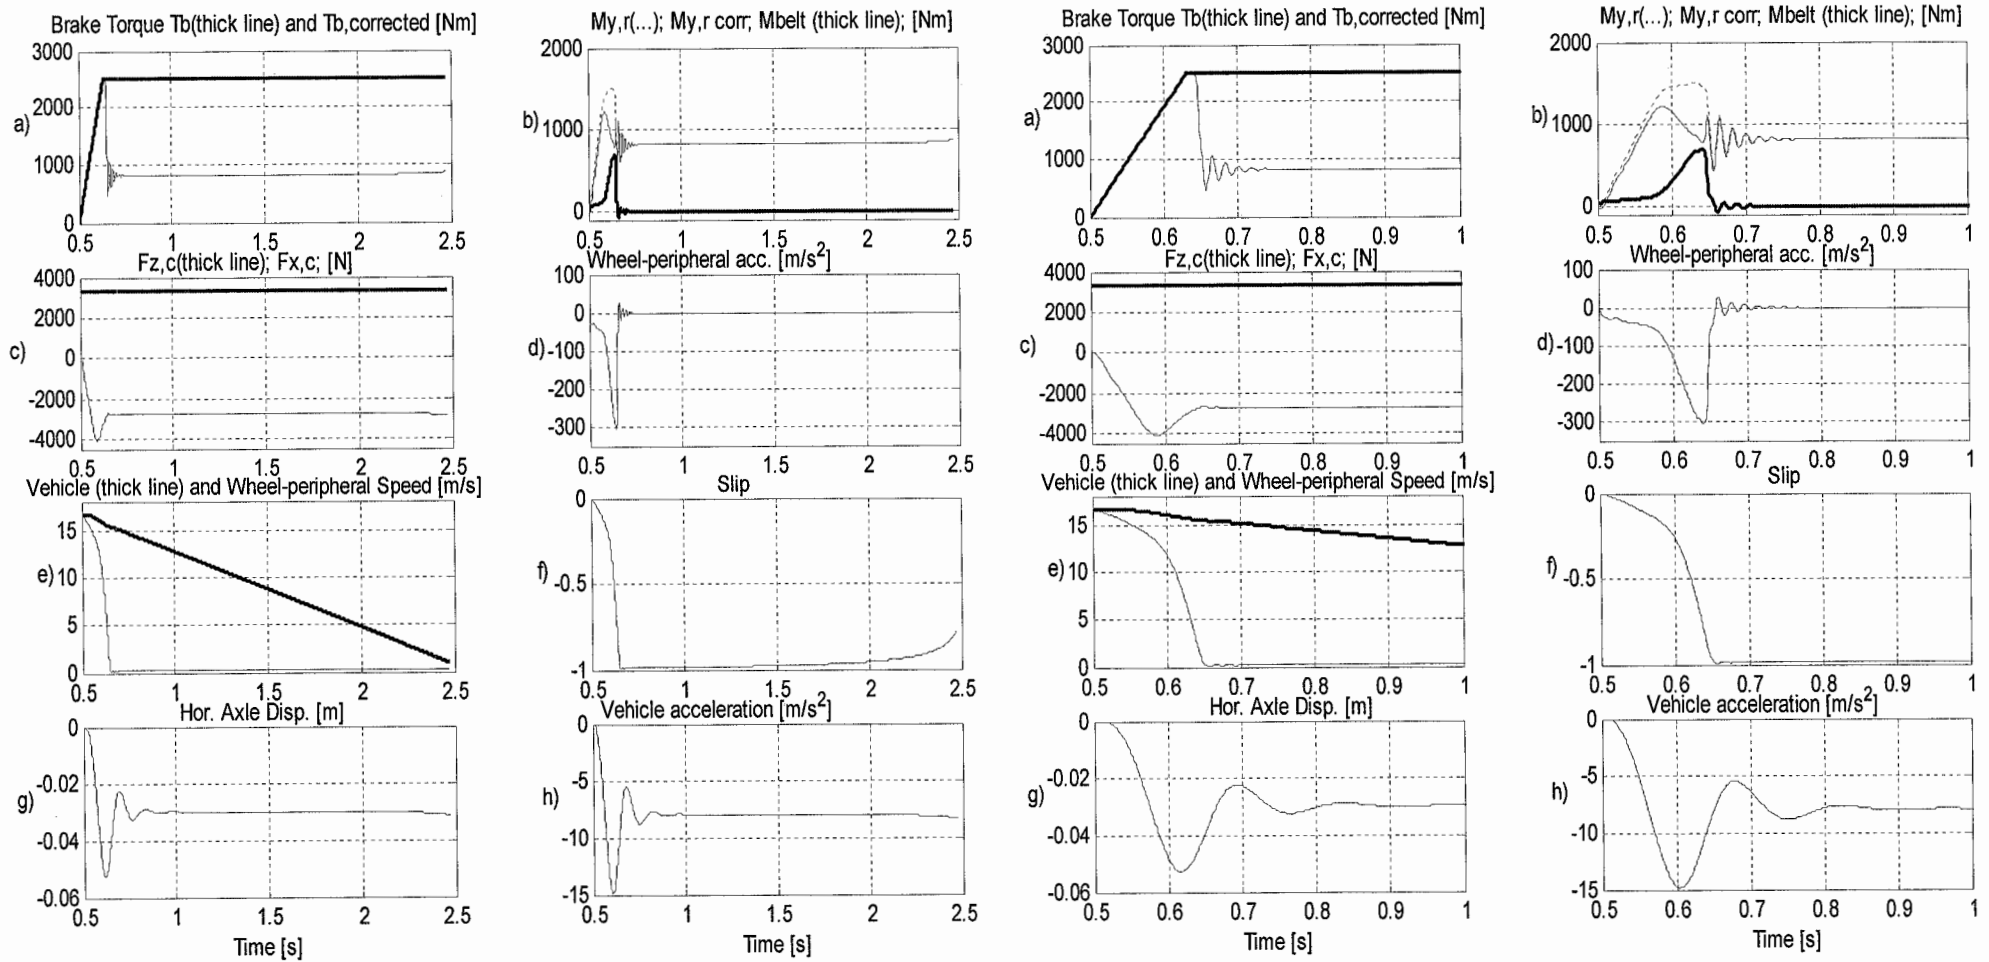 Brake Torque Tb(thick line) and Tb,corrected [Nm]
3000
2000
1000
0
a)
0.5 1 1.5 2 2.5
My,r(...); My,r corr; Mbelt (thick line); [Nm]
2000
1000
0
b)
0.5 1 1.5 2 2.5
Fz,c(thick line); Fx,c; [N]
4000
2000
0
-2000
-4000
c)
0.5 1 1.5 2 2.5
Wheel-peripheral acc. [m/s2]
100
0
-100
-200
-300
d)
0.5 1 1.5 2 2.5
Vehicle (thick line) and Wheel-peripheral Speed [m/s]
15
10
5
0
e)
0.5 1 1.5 2 2.5
Slip
0
-0.5
-1
f)
0.5 1 1.5 2 2.5
Hor. Axle Disp. [m]
0
-0.02
-0.04
-0.06
g)
0.5 1 1.5 2 2.5
Time [s]
Vehicle acceleration [m/s2]
0
-5
-10
-15
h)
0.5 1 1.5 2 2.5
Time [s]
Brake Torque Tb(thick line) and Tb,corrected [Nm]
3000
2000
1000
0
a)
0.5 0.6 0.7 0.8 0.9 1
My,r(...); My,r corr; Mbelt (thick line); [Nm]
2000
1000
0
b)
0.5 0.6 0.7 0.8 0.9 1
Fz,c(thick line); Fx,c; [N]
4000
2000
0
-2000
-4000
c)
0.5 0.6 0.7 0.8 0.9 1
Wheel-peripheral acc. [m/s2]
100
0
-100
-200
-300
d)
0.5 0.6 0.7 0.8 0.9 1
Vehicle (thick line) and Wheel-peripheral Speed [m/s]
15
10
5
0
e)
0.5 0.6 0.7 0.8 0.9 1
Slip
0
-0.5
-1
f)
0.5 0.6 0.7 0.8 0.9 1
Hor. Axle Disp. [m]
0
-0.02
-0.04
-0.06
g)
0.5 0.6 0.7 0.8 0.9 1
Time [s]
Vehicle acceleration [m/s2]
0
-5
-10
-15
h)
0.5 0.6 0.7 0.8 0.9 1
Time [s]